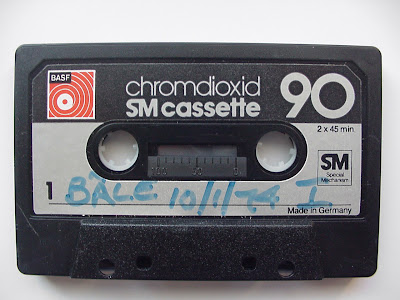 BASF
chromdioxid
SM cassette
90
2 x 45 min.
SM
Special
Mechanism
1
BÂLE 10/1/74 I
Made in Germany